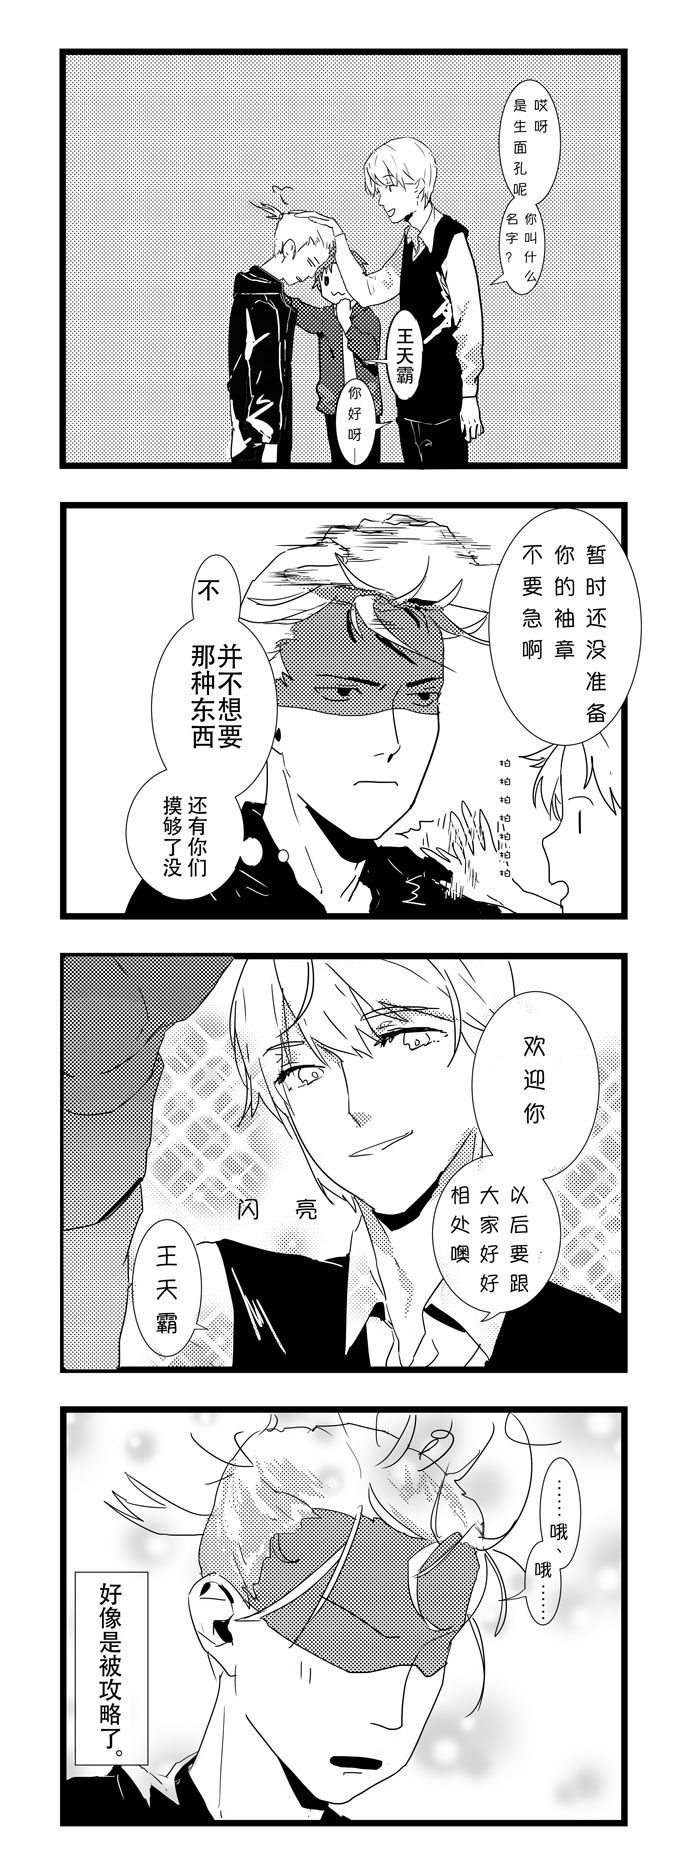 哎呀
是生面孔呢
你叫什么
名字？
王天霸
你好呀—
暂时还没准备
你的袖章
不要急啊
不
并不想要
那种东西
还有你们
摸够了没
拍拍拍拍拍拍拍
欢迎你
以后要跟
大家好好
相处噢
闪亮
王天霸
……哦、
哦……
好像是被攻略了。